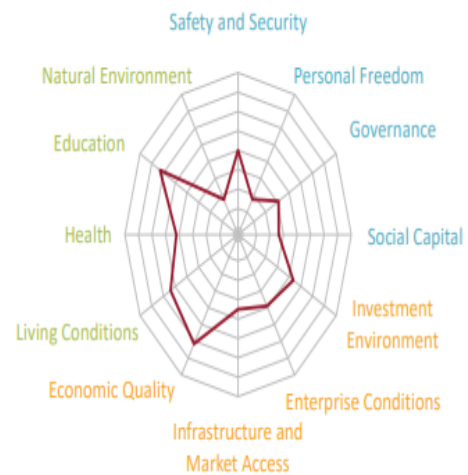 Safety and Security
Natural Environment
Personal Freedom
Education
Governance
Health
Social Capital
Living Conditions
Investment
Environment
Economic Quality
Enterprise Conditions
Infrastructure and
Market Access